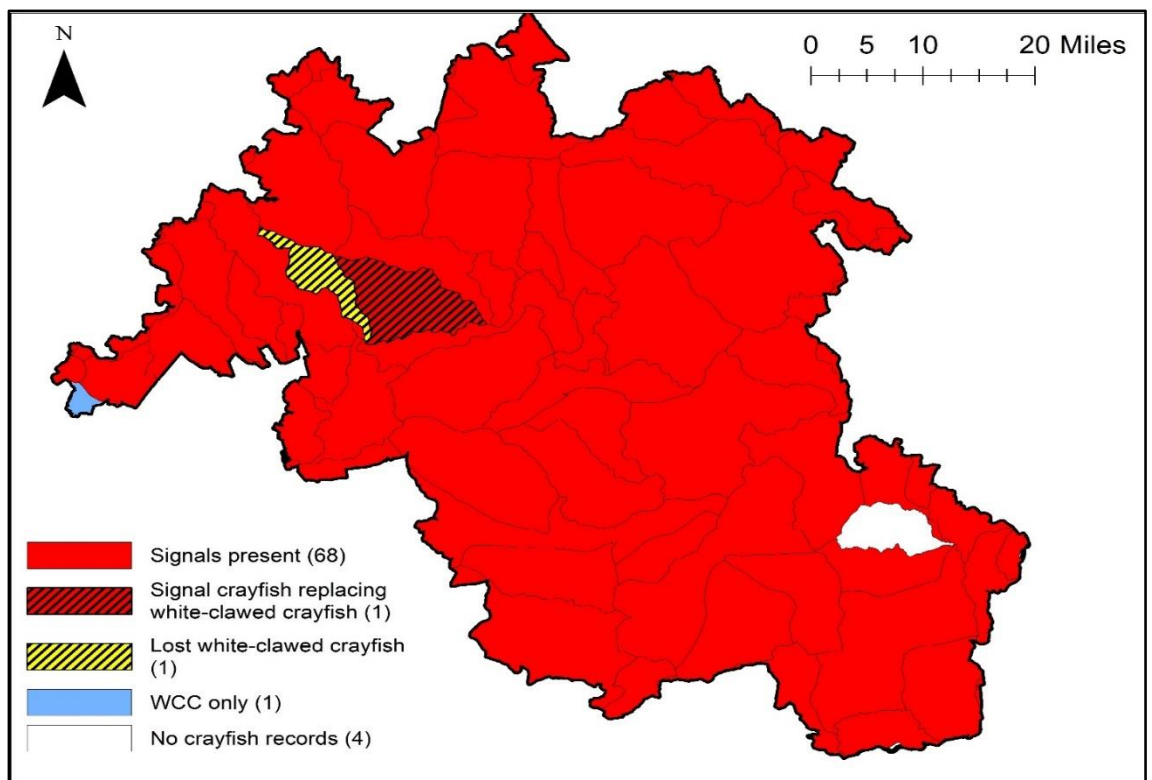 N
0 5 10 20 Miles
Signals present (68)
Signal crayfish replacing
white-clawed crayfish (1)
Lost white-clawed crayfish
(1)
WCC only (1)
No crayfish records (4)